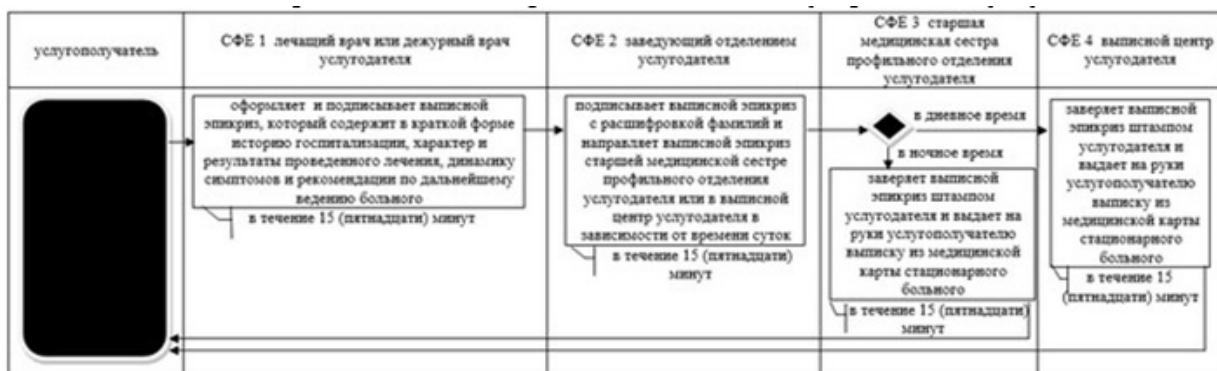 услугополучатель
СФЕ 1 лечащий врач или дежурный врач
услугодателя
СФЕ 2 заведующий отделением
услугодателя
СФЕ 3 старшая
медицинская сестра
профильного отделения
услугодателя
СФЕ 4 выписной центр
услугодателя
оформляет и подписывает выписной
эпикриз, который содержит в краткой форме
историю госпитализации, характер и
результаты проведенного лечения, динамику
симптомов и рекомендации по дальнейшему
ведению больного
в течение 15 (пятнадцати) минут
подписывает выписной эпикриз
с расшифровкой фамилий и
направляет выписной эпикриз
старшей медицинской сестре
профильного отделения
услугодателя или в выписной
центр услугодателя в
зависимости от времени суток
в течение 15 (пятнадцати)
минут
в дневное время
в ночное время
заверяет выписной
эпикриз штампом
услугодателя и выдает на
руки услугополучателю
выписку из медицинской
карты стационарного
больного
в течение 15 (пятнадцати)
минут
заверяет выписной
эпикриз штампом
услугодателя и
выдает на руки
услугополучателю
выписку из
медицинской карты
стационарного
больного
в течение 15
(пятнадцати) минут